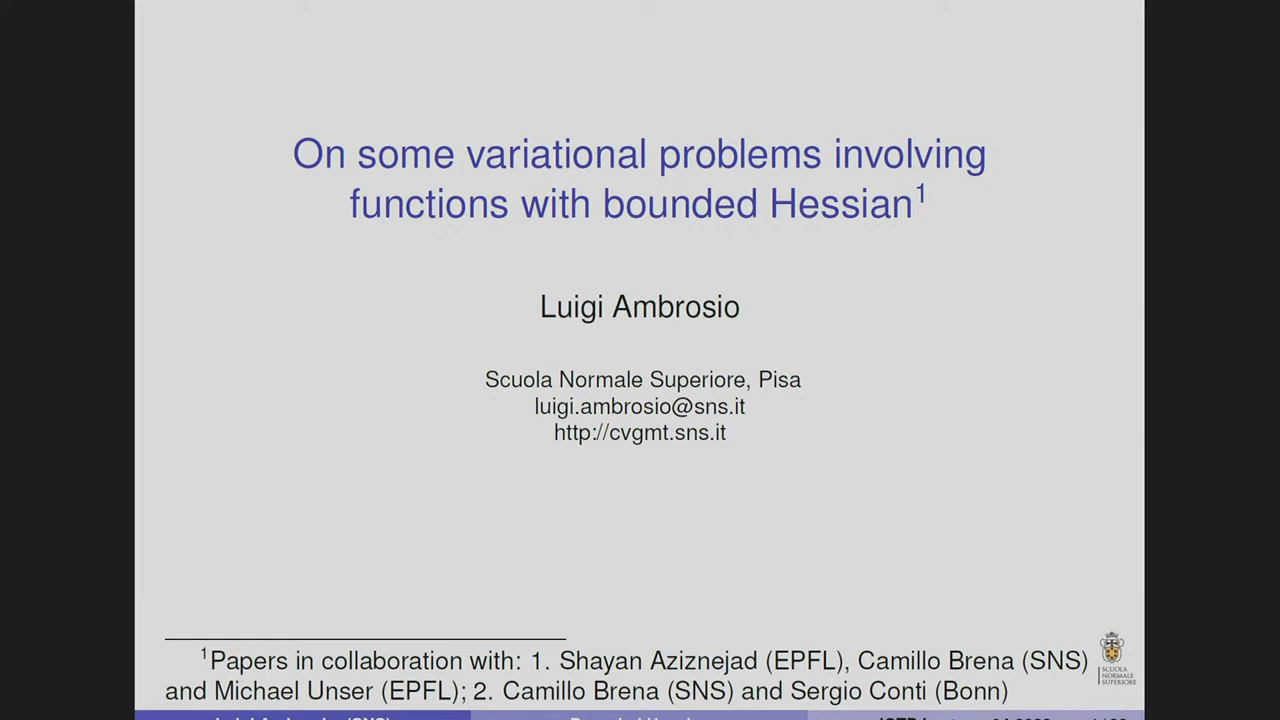 On some variational problems involving
functions with bounded Hessian¹
Luigi Ambrosio
Scuola Normale Superiore, Pisa
luigi.ambrosio@sns.it
http://cvgmt.sns.it
¹Papers in collaboration with: 1. Shayan Aziznejad (EPFL), Camillo Brena (SNS)
and Michael Unser (EPFL); 2. Camillo Brena (SNS) and Sergio Conti (Bonn)
SCUOLA
NORMALE
SUPERIORE